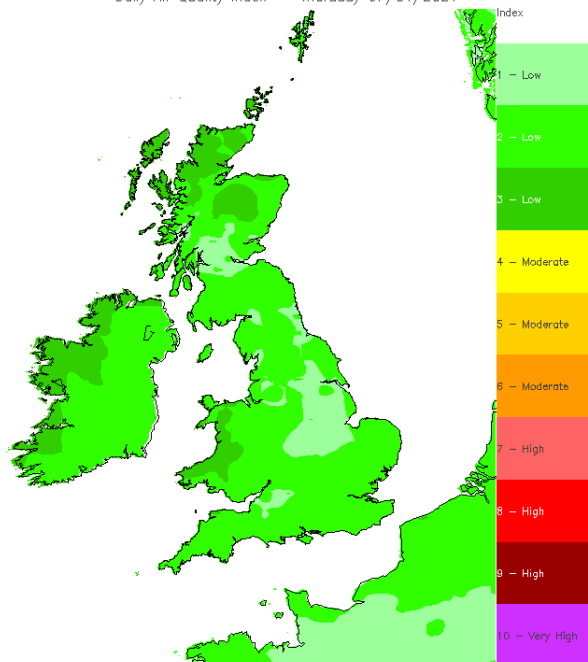 Index
1 - Low
2 - Low
3 - Low
4 - Moderate
5 - Moderate
6 - Moderate
7 - High
8 - High
9 - High
10 - Very High